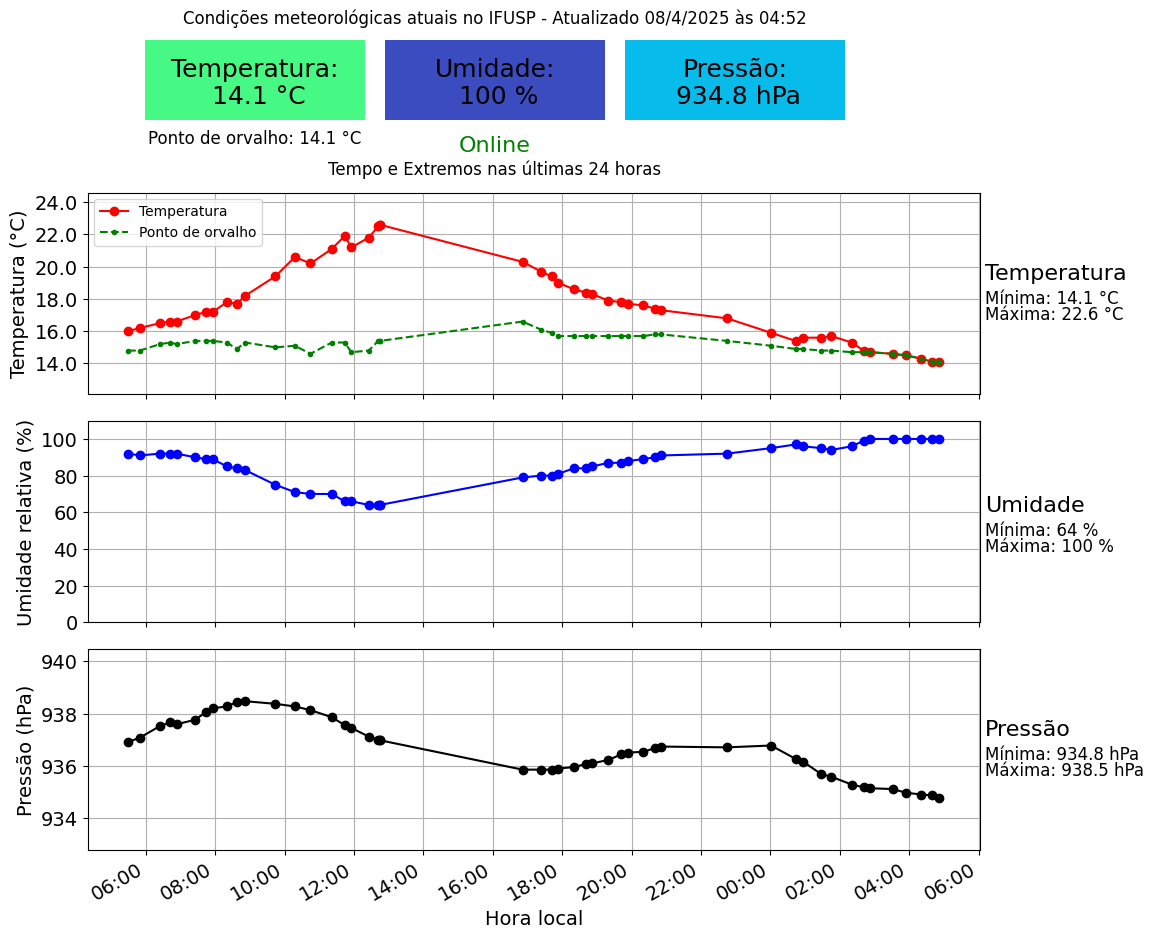 Condições meteorológicas atuais no IFUSP - Atualizado 08/4/2025 às 04:52
Temperatura:
14.1 °C
Umidade:
100 %
Pressão:
934.8 hPa
Ponto de orvalho: 14.1 °C
Online
Tempo e Extremos nas últimas 24 horas
Temperatura (°C)
24.0
22.0
20.0
18.0
16.0
14.0
Temperatura
Ponto de orvalho
Temperatura
Mínima: 14.1 °C
Máxima: 22.6 °C
Umidade relativa (%)
100
80
60
40
20
0
Umidade
Mínima: 64 %
Máxima: 100 %
Pressão (hPa)
940
938
936
934
Pressão
Mínima: 934.8 hPa
Máxima: 938.5 hPa
06:00
08:00
10:00
12:00
14:00
16:00
18:00
20:00
22:00
00:00
02:00
04:00
06:00
Hora local